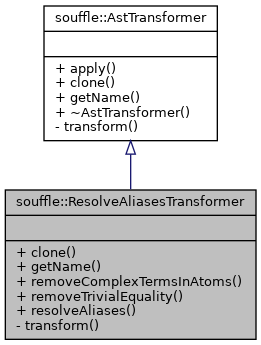 souffle::AstTransformer
+ apply()
+ clone()
+ getName()
+ ~AstTransformer()
- transform()
souffle::ResolveAliasesTransformer
+ clone()
+ getName()
+ removeComplexTermsInAtoms()
+ removeTrivialEquality()
+ resolveAliases()
- transform()